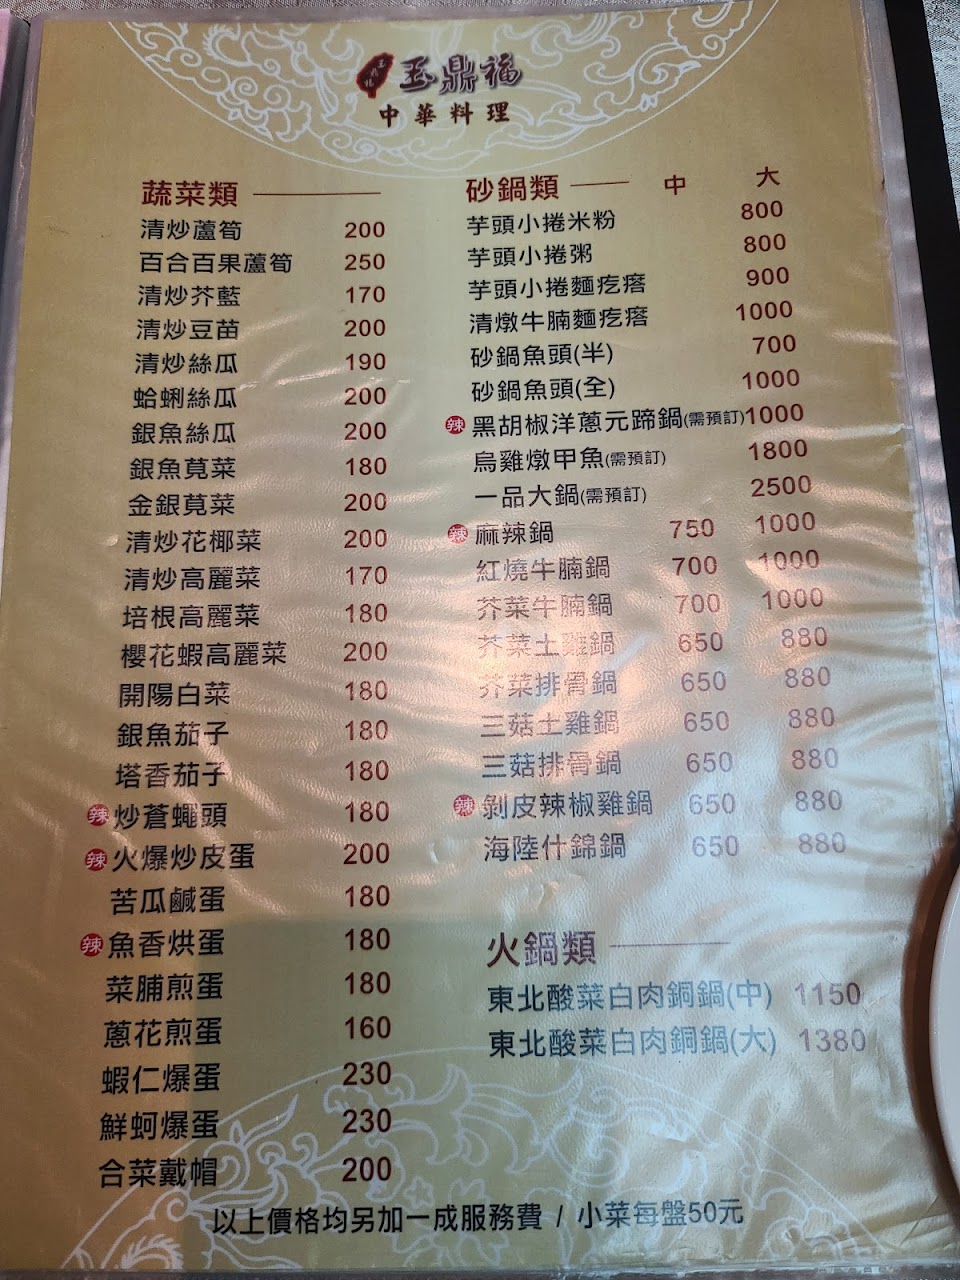 玉鼎福
玉鼎福
中華料理
蔬菜類
清炒蘆筍 200
百合百果蘆筍 250
清炒芥藍 170
清炒豆苗 200
清炒絲瓜 190
蛤蜊絲瓜 200
銀魚絲瓜 200
銀魚莧菜 180
金銀莧菜 200
清炒花椰菜 200
清炒高麗菜 170
培根高麗菜 180
櫻花蝦高麗菜 200
開陽白菜 180
銀魚茄子 180
塔香茄子 180
辣 炒蒼蠅頭 180
辣 火爆炒皮蛋 200
苦瓜鹹蛋 180
辣 魚香烘蛋 180
菜脯煎蛋 180
蔥花煎蛋 160
蝦仁爆蛋 230
鮮蚵爆蛋 230
合菜戴帽 200
砂鍋類 中 大
芋頭小捲米粉 800
芋頭小捲粥 800
芋頭小捲麵疙瘩 900
清燉牛腩麵疙瘩 1000
砂鍋魚頭(半) 700
砂鍋魚頭(全) 1000
辣 黑胡椒洋蔥元蹄鍋(需預訂) 1000
烏雞燉甲魚(需預訂) 1800
一品大鍋(需預訂) 2500
辣 麻辣鍋 750 1000
紅燒牛腩鍋 700 1000
芥菜牛腩鍋 700 1000
芥菜土雞鍋 650 880
芥菜排骨鍋 650 880
三菇土雞鍋 650 880
三菇排骨鍋 650 880
辣 剝皮辣椒雞鍋 650 880
海陸什錦鍋 650 880
火鍋類
東北酸菜白肉銅鍋(中) 1150
東北酸菜白肉銅鍋(大) 1380
以上價格均另加一成服務費 / 小菜每盤50元